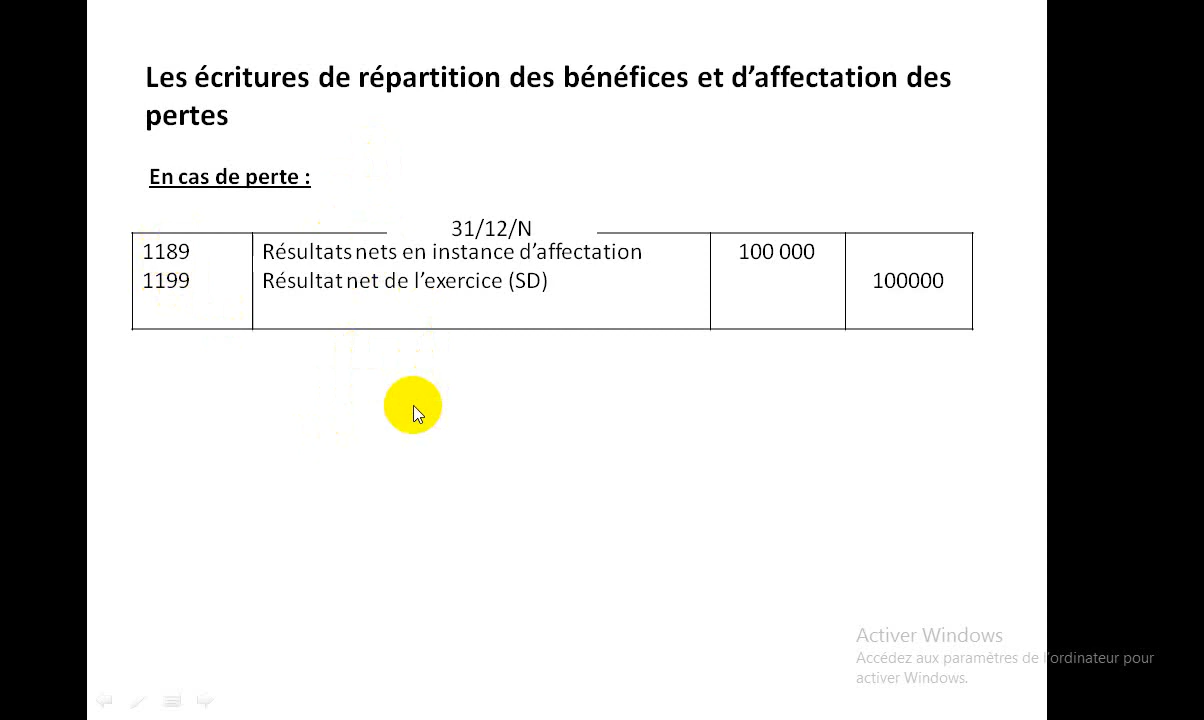 Les écritures de répartition des bénéfices et d’affectation des
pertes
En cas de perte :
31/12/N
1189 Résultats nets en instance d’affectation 100 000
1199 Résultat net de l’exercice (SD) 100000
Activer Windows
Accédez aux paramètres de l'ordinateur pour
activer Windows.